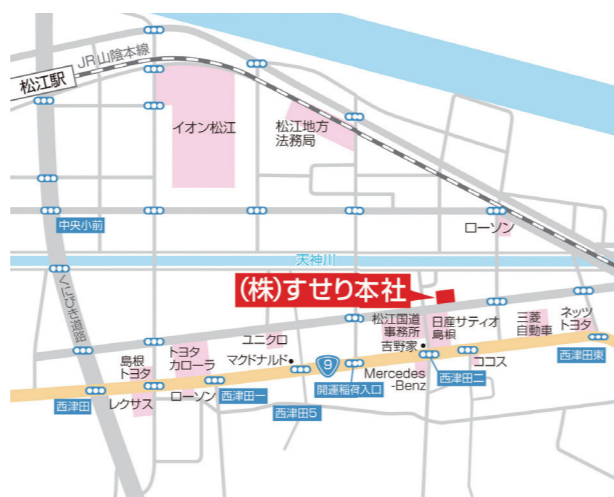 JR山陰本線
松江駅
イオン松江
松江地方
法務局
中央小前
ローソン
天神川
(株)すせり本社
くにびき道路
松江国道
事務所
日産サティオ
島根
三菱
自動車
ネッツ
トヨタ
ユニクロ
吉野家
トヨタ
カローラ
島根
トヨタ
マクドナルド
9
開運稲荷入口
Mercedes
-Benz
西津田二
ココス
西津田東
西津田
レクサス
ローソン
西津田一
西津田5